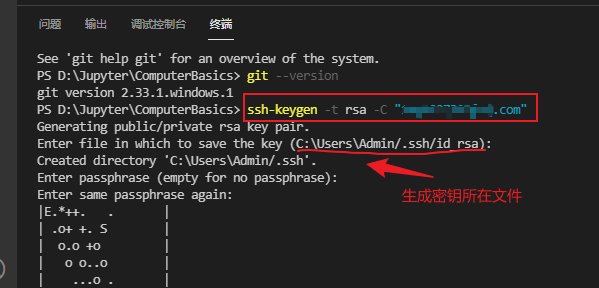 问题 输出 调试控制台 终端
See 'git help git' for an overview of the system.
PS D:\Jupyter\ComputerBasics> git --version
git version 2.33.1.windows.1
PS D:\Jupyter\ComputerBasics> ssh-keygen -t rsa -C ".com"
Generating public/private rsa key pair.
Enter file in which to save the key (C:\Users\Admin/.ssh/id_rsa):
Created directory 'C:\Users\Admin/.ssh'.
Enter passphrase (empty for no passphrase):
生成密钥所在文件
Enter same passphrase again:
|E.*++.   .       |
| .o+ +. S        |
|  o.o +o         |
|   o o..o        |
|    ...o .       |